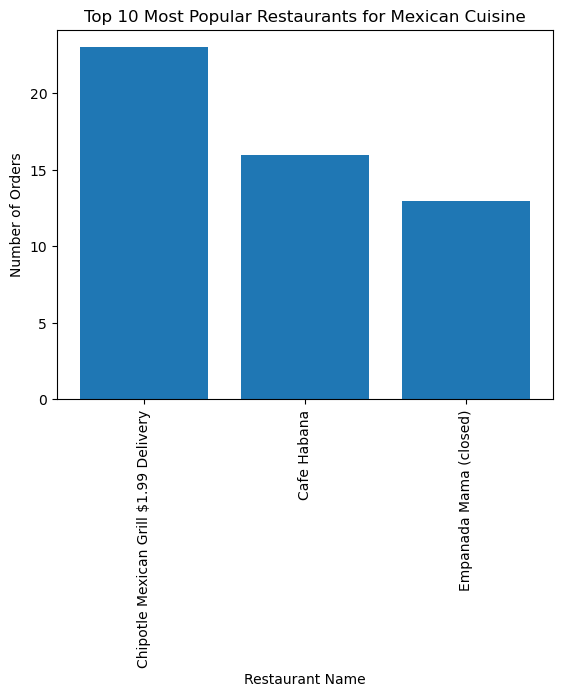 Top 10 Most Popular Restaurants for Mexican Cuisine
Number of Orders
20
15
10
5
0
Chipotle Mexican Grill $1.99 Delivery
Cafe Habana
Empanada Mama (closed)
Restaurant Name